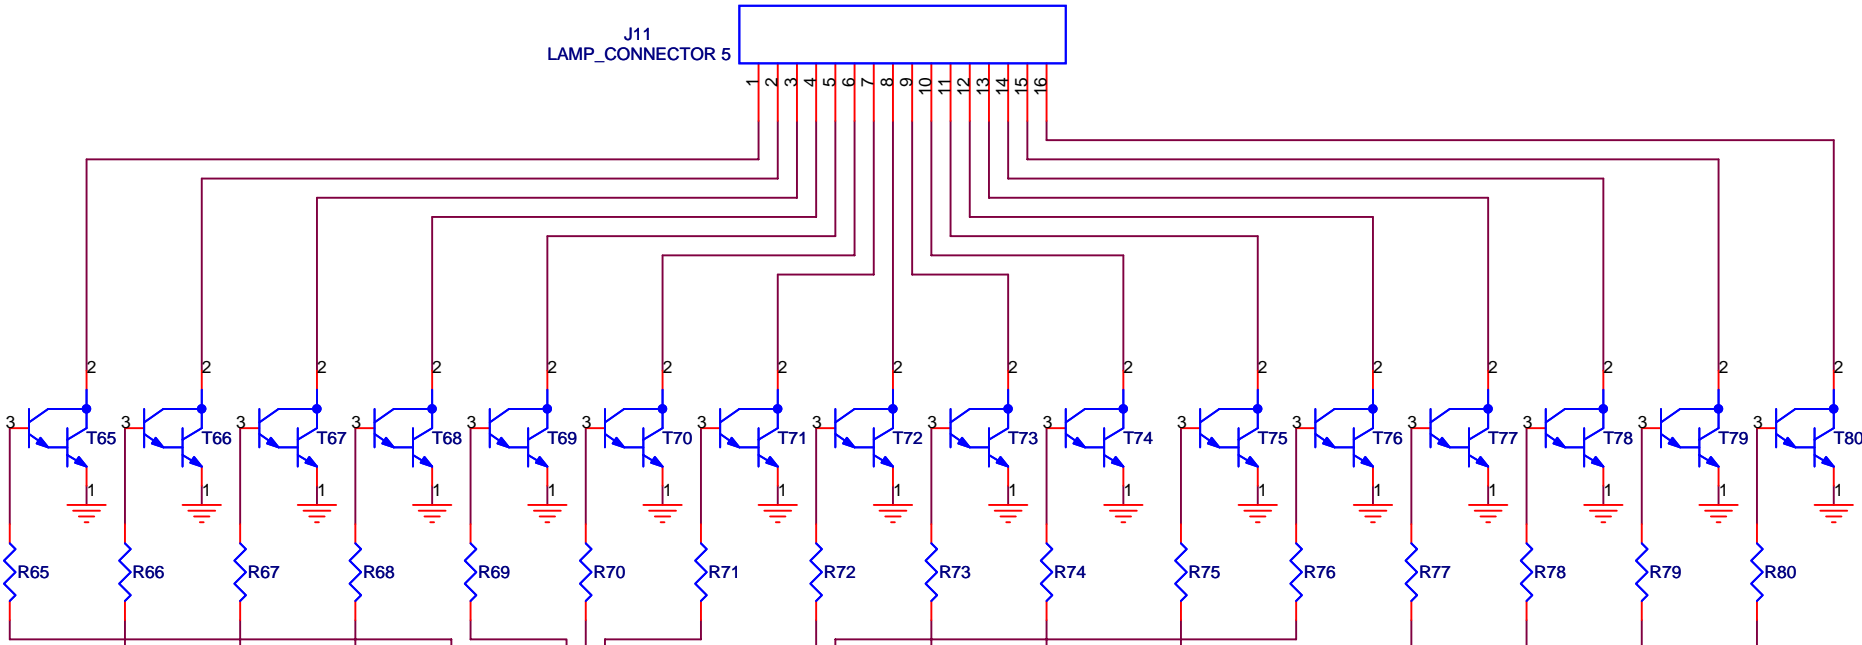 J11
LAMP_CONNECTOR 5
1 2 3 4 5 6 7 8 9 10 11 12 13 14 15 16
2 2 2 2 2 2 2 2 2 2 2 2 2 2 2 2
3 3 3 3 3 3 3 3 3 3 3 3 3 3 3 3
T65 T66 T67 T68 T69 T70 T71 T72 T73 T74 T75 T76 T77 T78 T79 T80
1 1 1 1 1 1 1 1 1 1 1 1 1 1 1 1
R65 R66 R67 R68 R69 R70 R71 R72 R73 R74 R75 R76 R77 R78 R79 R80